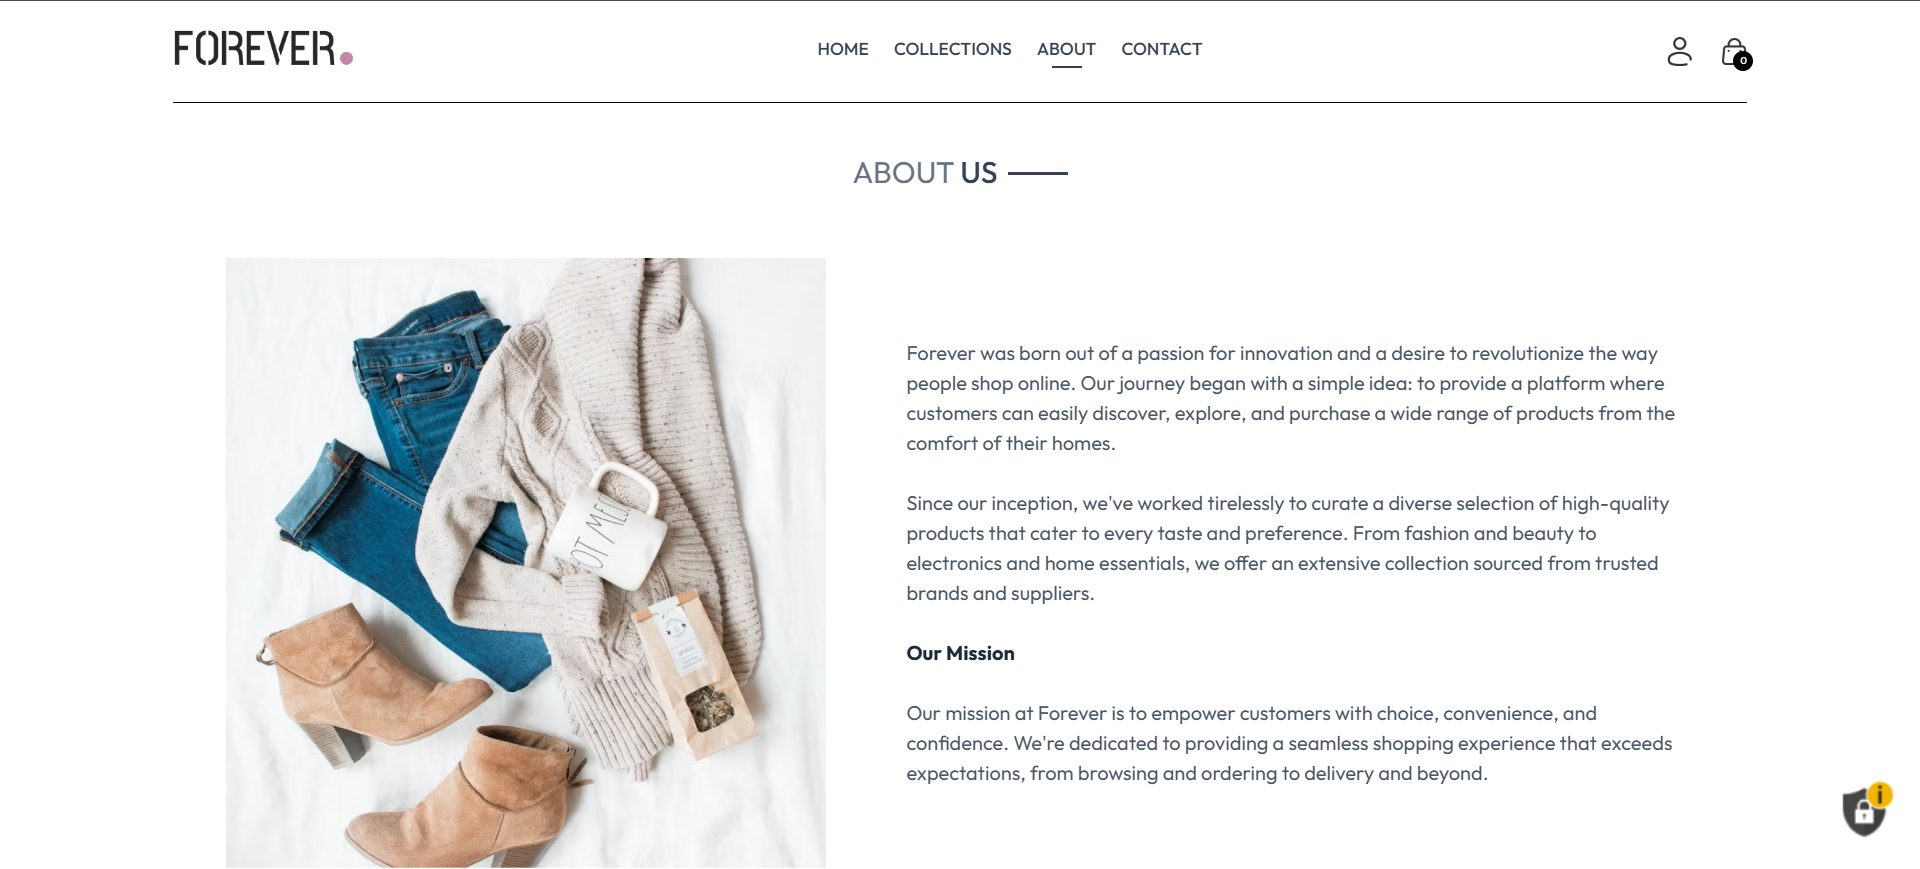 FOREVER
HOME COLLECTIONS ABOUT CONTACT
0
ABOUT US
Forever was born out of a passion for innovation and a desire to revolutionize the way
people shop online. Our journey began with a simple idea: to provide a platform where
customers can easily discover, explore, and purchase a wide range of products from the
comfort of their homes.
Since our inception, we've worked tirelessly to curate a diverse selection of high-quality
products that cater to every taste and preference. From fashion and beauty to
electronics and home essentials, we offer an extensive collection sourced from trusted
brands and suppliers.
Our Mission
Our mission at Forever is to empower customers with choice, convenience, and
confidence. We're dedicated to providing a seamless shopping experience that exceeds
expectations, from browsing and ordering to delivery and beyond.
i